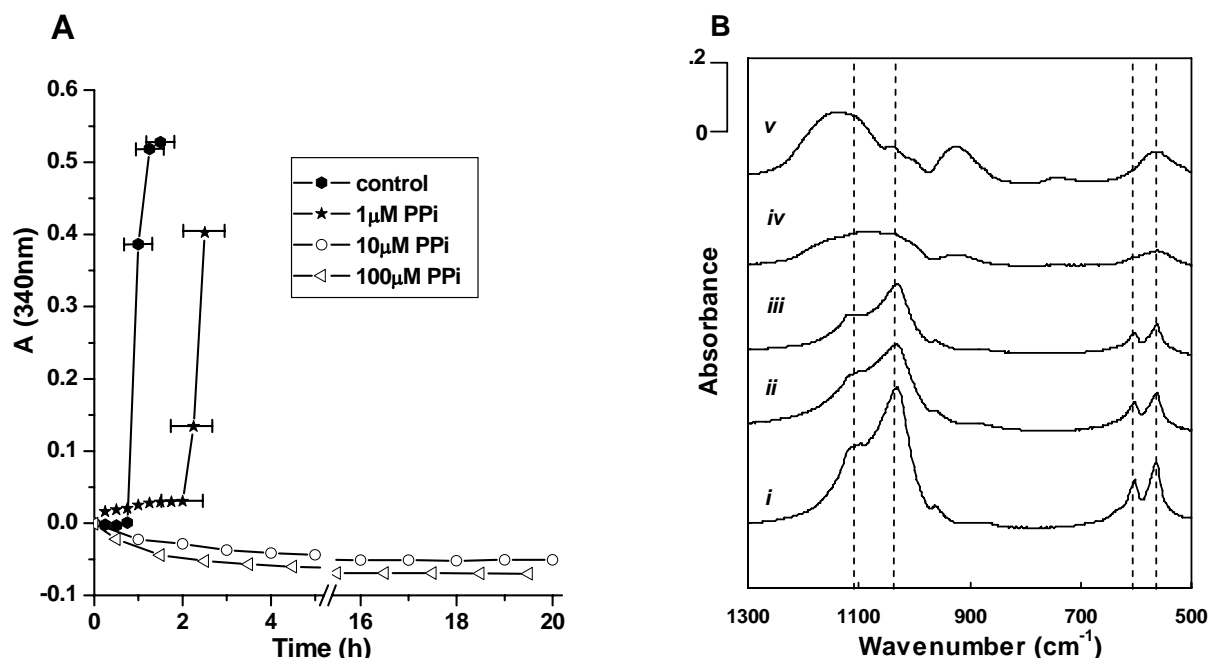 A
A (340nm)
0.6
0.5
0.4
0.3
0.2
0.1
0.0
-0.1
control
1μM PPi
10μM PPi
100μM PPi
0 2 4 16 18 20
Time (h)
B
.2
0
Absorbance
v
iv
iii
ii
i
1300 1100 900 700 500
Wavenumber (cm-1)